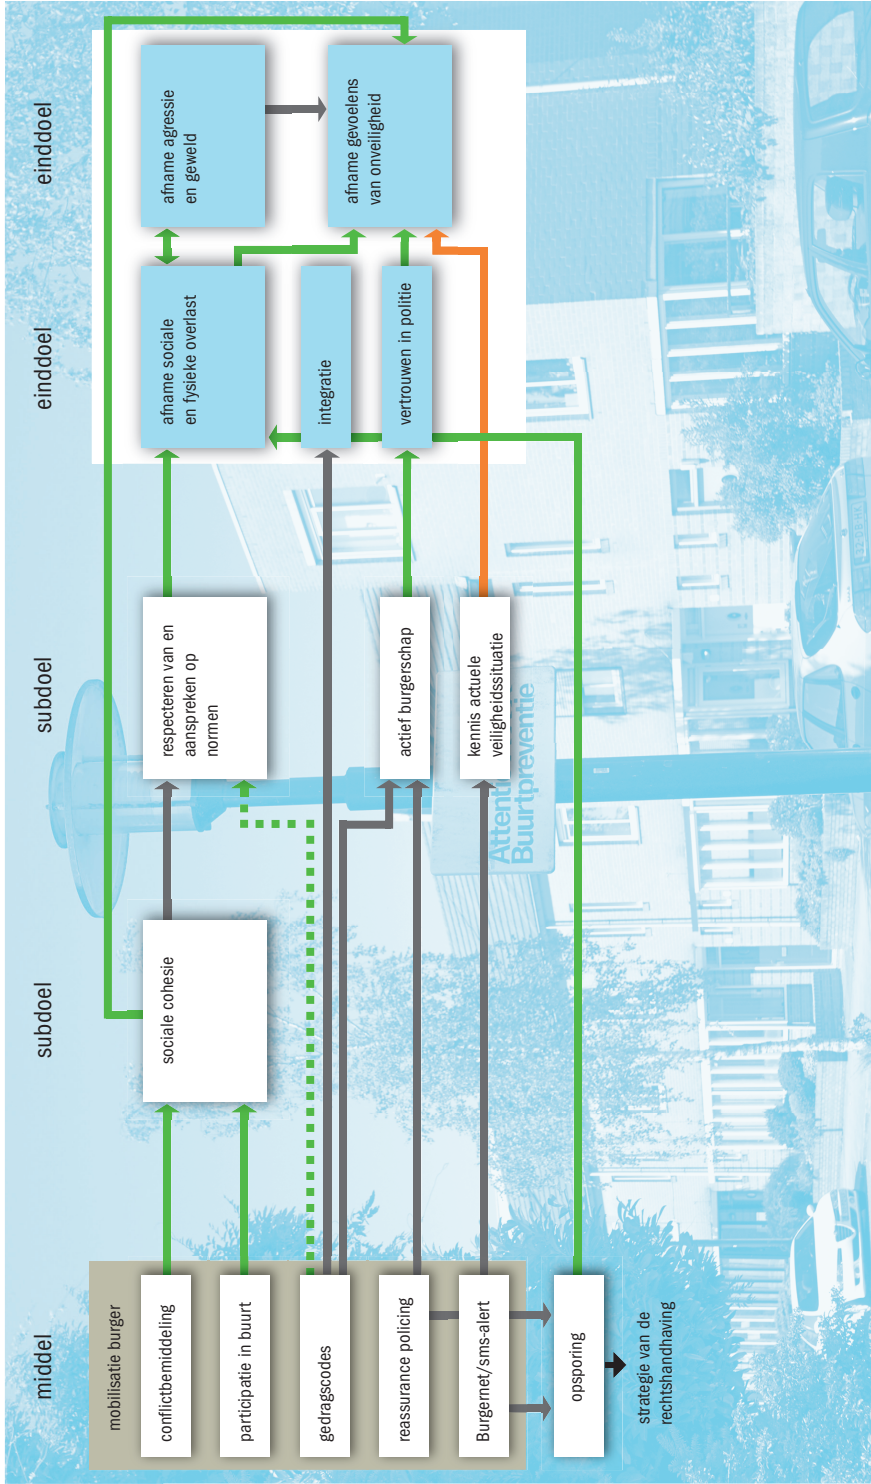 middel
subdoel
subdoel
einddoel
einddoel
mobilisatie burger
conflictbemiddeling
participatie in buurt
gedragscodes
reassurance policing
Burgernet/sms-alert
opsporing
strategie van de
rechtshandhaving
sociale cohesie
respecteren van en
aanspreken op
normen
actief burgerschap
kennis actuele
veiligheidssituatie
afname sociale
en fysieke overlast
integratie
vertrouwen in politie
afname agressie
en geweld
afname gevoelens
van onveiligheid
Attenti
Buurtpreventie